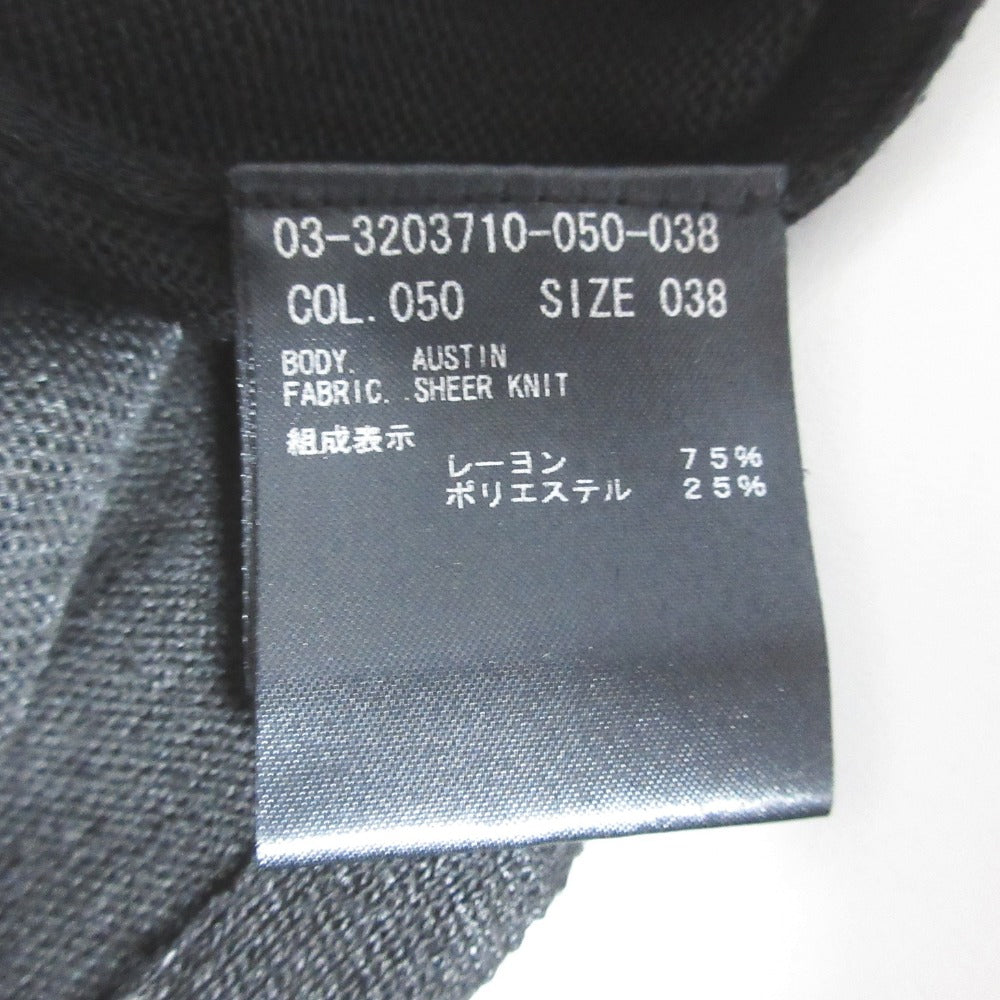 03-3203710-050-038
COL. 050 SIZE 038
BODY. AUSTIN
FABRIC. SHEER KNIT
組成表示
レーヨン 75%
ポリエステル 25%